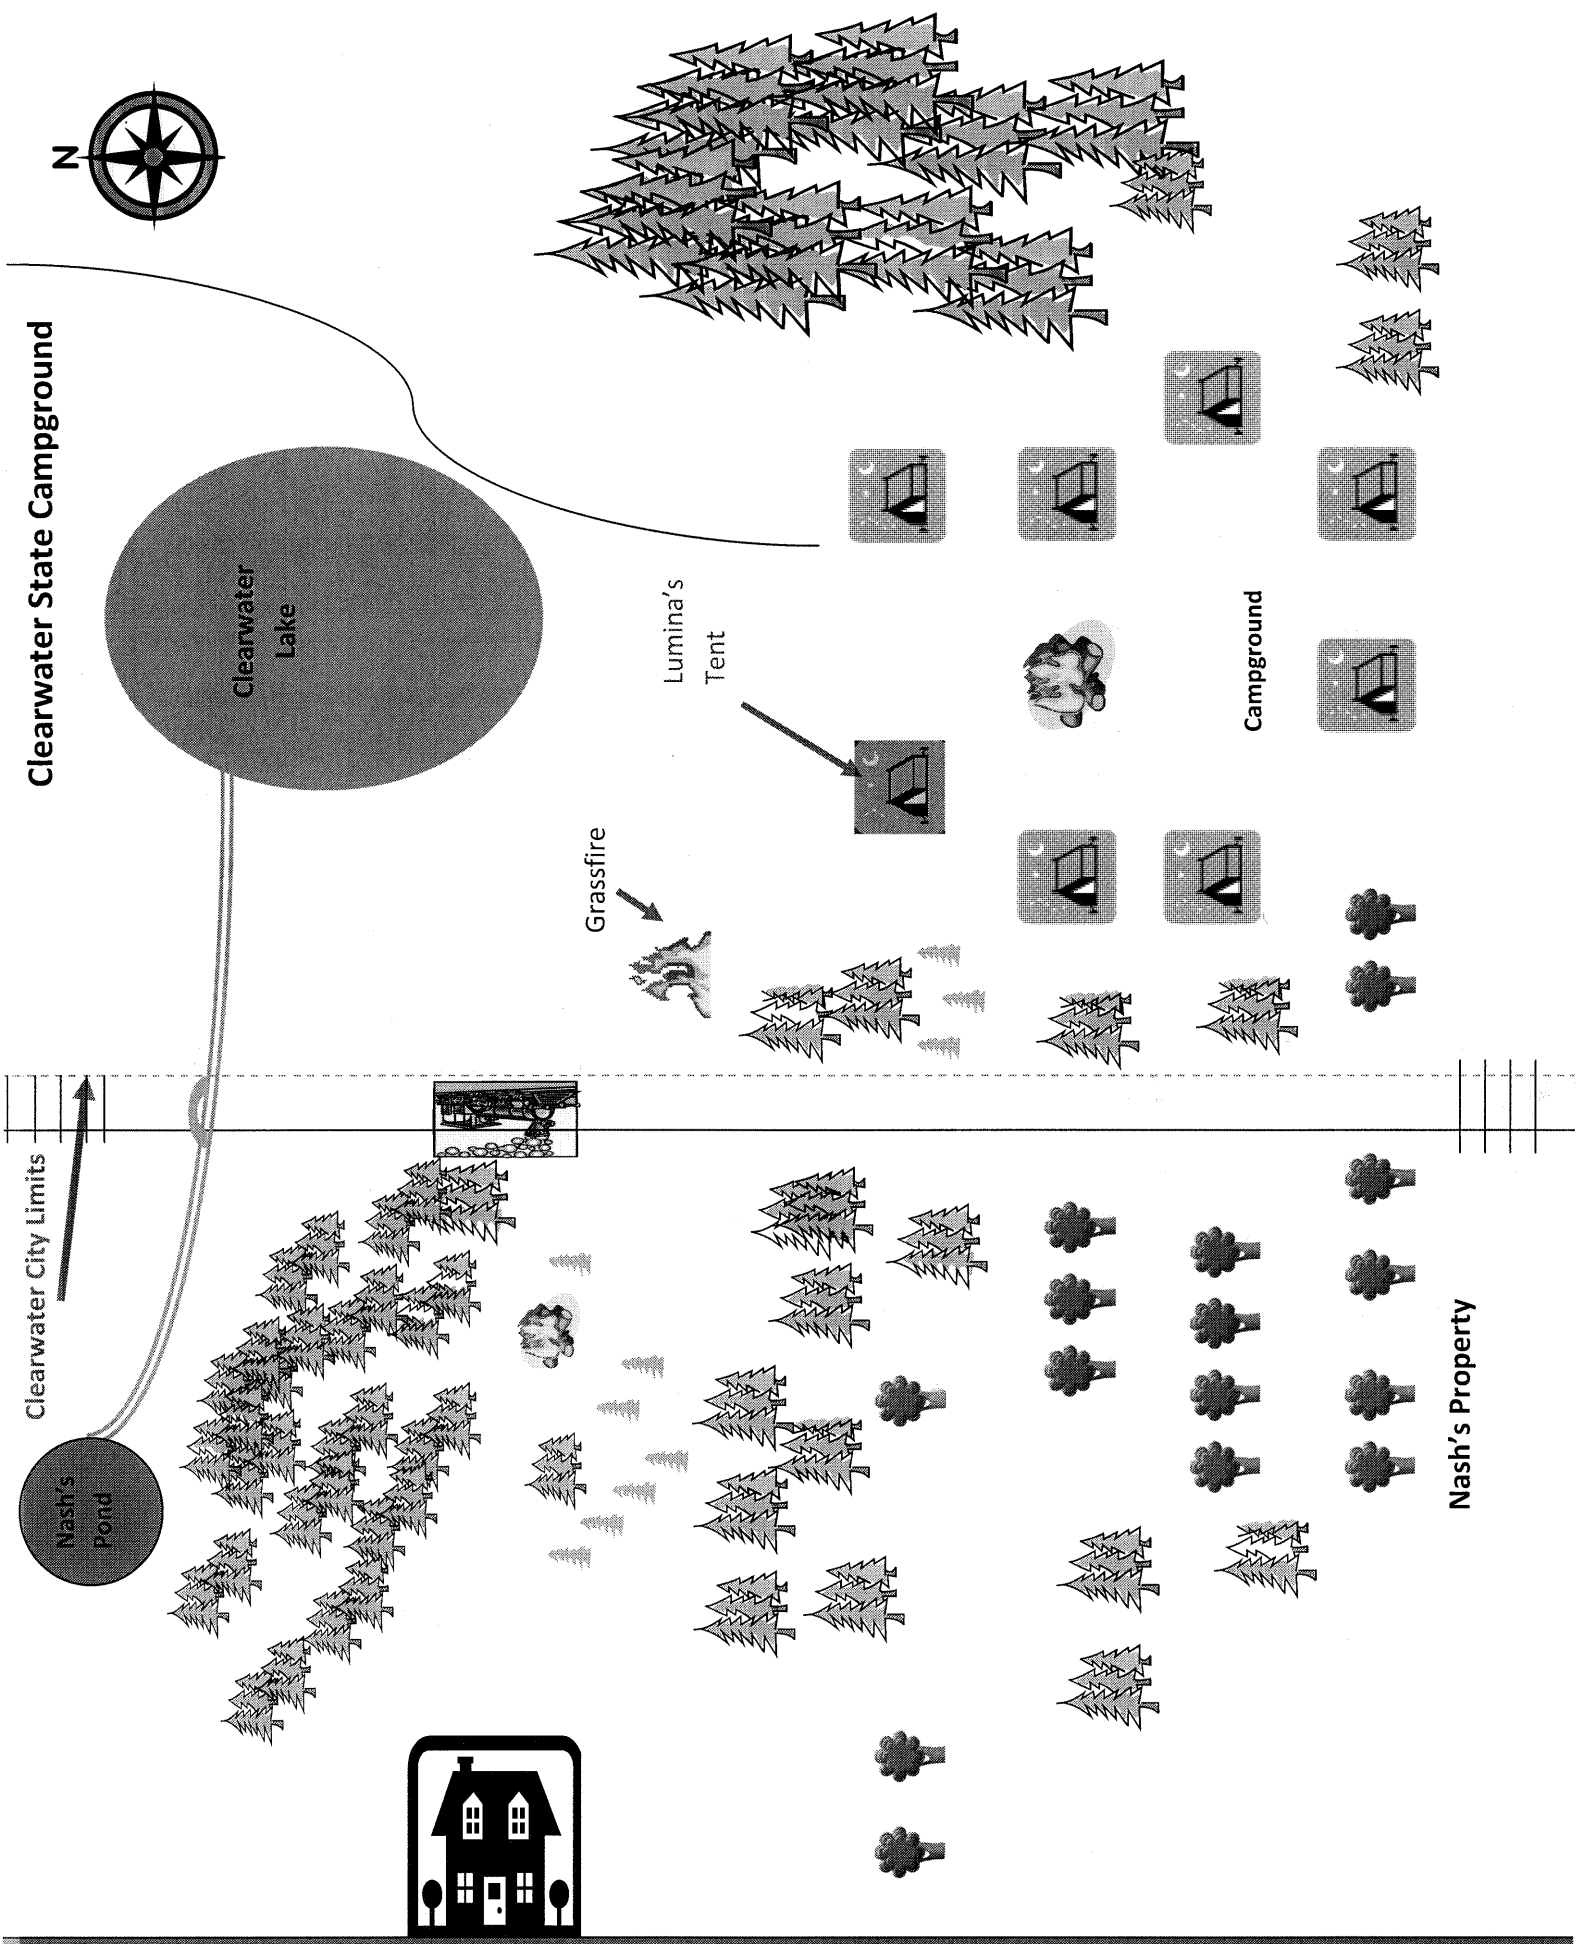 Clearwater State Campground
N
Clearwater
Lake
Lumina's
Tent
Grassfire
Campground
Clearwater City Limits
Nash's
Pond
Nash's Property